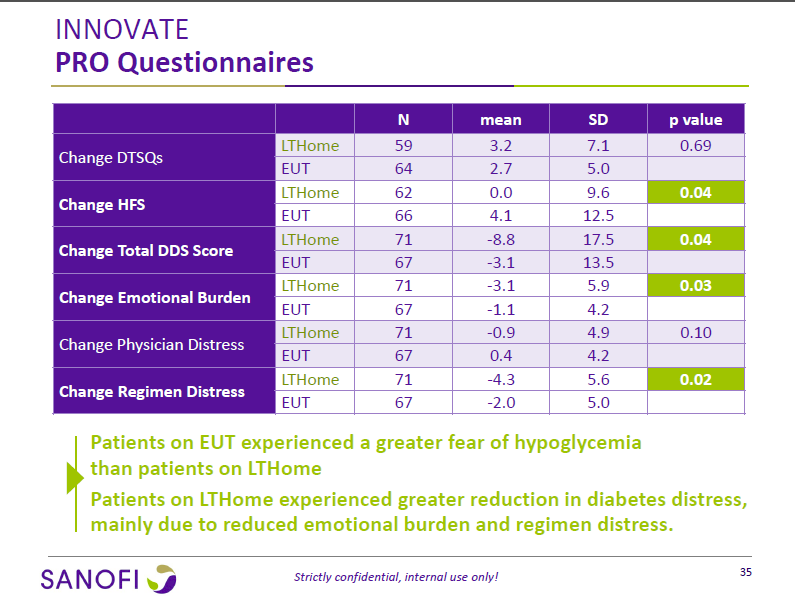 INNOVATE
PRO Questionnaires
N mean SD p value
Change DTSQs LTHome 59 3.2 7.1 0.69
EUT 64 2.7 5.0
Change HFS LTHome 62 0.0 9.6 0.04
EUT 66 4.1 12.5
Change Total DDS Score LTHome 71 -8.8 17.5 0.04
EUT 67 -3.1 13.5
Change Emotional Burden LTHome 71 -3.1 5.9 0.03
EUT 67 -1.1 4.2
Change Physician Distress LTHome 71 -0.9 4.9 0.10
EUT 67 0.4 4.2
Change Regimen Distress LTHome 71 -4.3 5.6 0.02
EUT 67 -2.0 5.0
Patients on EUT experienced a greater fear of hypoglycemia
than patients on LTHome
Patients on LTHome experienced greater reduction in diabetes distress,
mainly due to reduced emotional burden and regimen distress.
SANOFI Strictly confidential, internal use only! 35